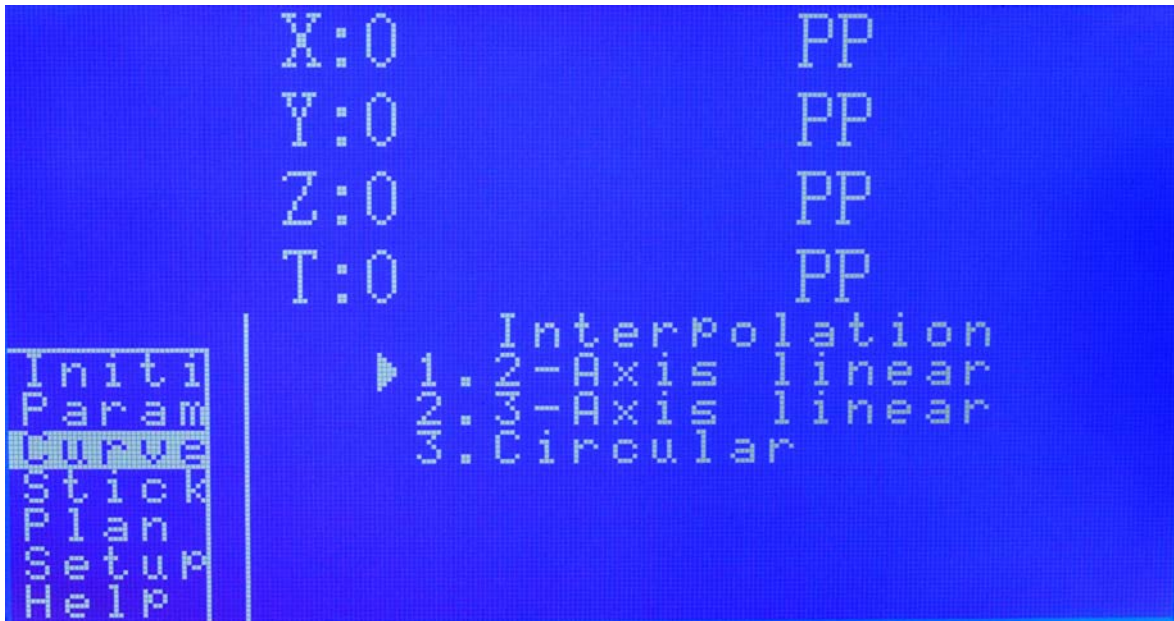 X:0 PP
Y:0 PP
Z:0 PP
T:0 PP
Interpolation
1.2-Axis linear
2.3-Axis linear
3.Circular
Initi
Param
Curve
Stick
Plan
Setup
Help